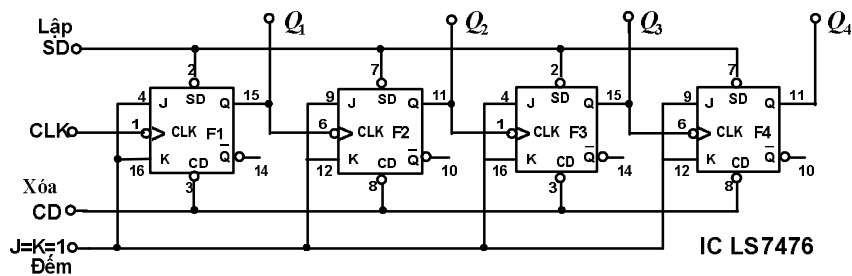 Lập
SD
Q1 Q2 Q3 Q4
2 7 2 7
4 J SD Q 15 9 J SD Q 11 4 J SD Q 15 9 J SD Q 11
CLK 1 CLK F1 6 CLK F2 1 CLK F3 6 CLK F4
16 K CD Q̅ 14 12 K CD Q̅ 10 16 K CD Q̅ 14 12 K CD Q̅ 10
3 8 3 8
Xóa
CD
J=K=1
Đếm
IC LS7476